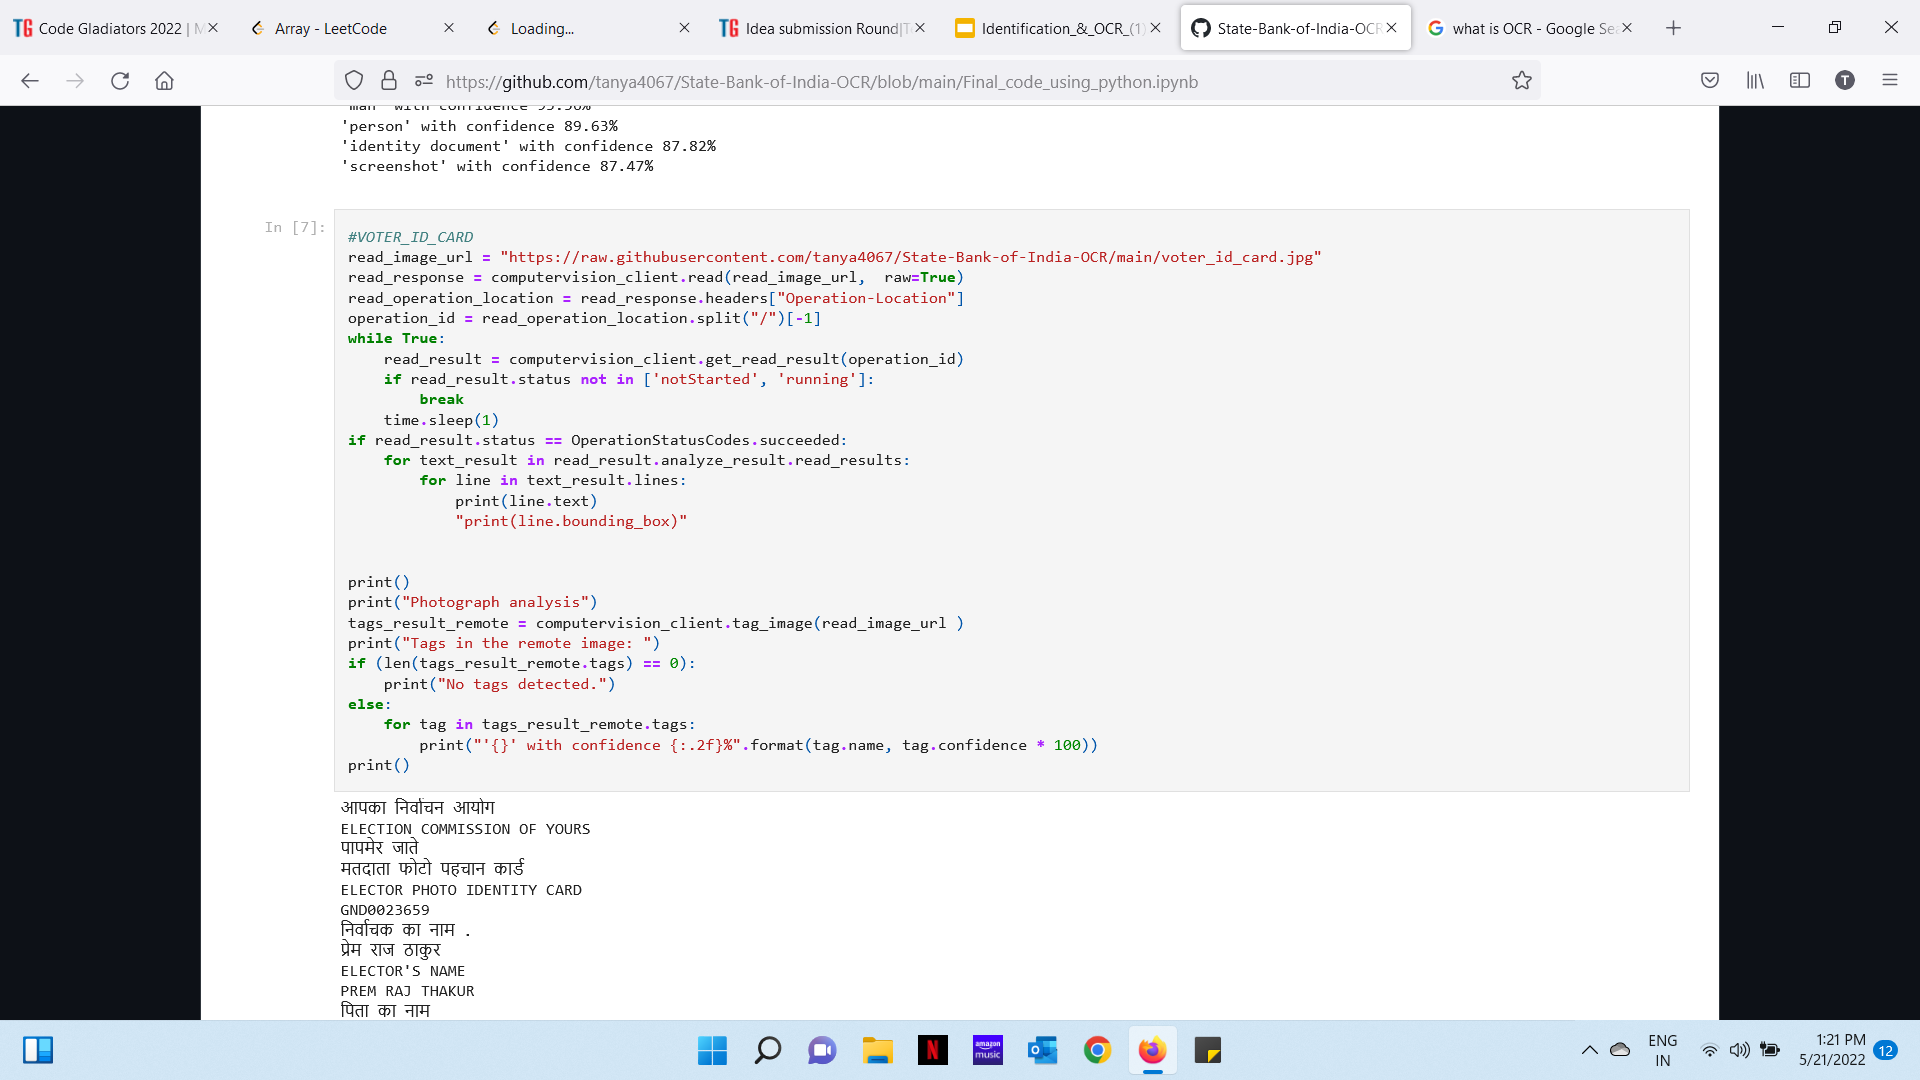 Code Gladiators 2022 | M
Array - LeetCode
Loading...
Idea submission Round|T
Identification_&_OCR_(1)
State-Bank-of-India-OCR
what is OCR - Google Sea
https://github.com/tanya4067/State-Bank-of-India-OCR/blob/main/Final_code_using_python.ipynb
'man' with confidence 95.96%
'person' with confidence 89.63%
'identity document' with confidence 87.82%
'screenshot' with confidence 87.47%
In [7]:
#VOTER_ID_CARD
read_image_url = "https://raw.githubusercontent.com/tanya4067/State-Bank-of-India-OCR/main/voter_id_card.jpg"
read_response = computervision_client.read(read_image_url,  raw=True)
read_operation_location = read_response.headers["Operation-Location"]
operation_id = read_operation_location.split("/")[-1]
while True:
    read_result = computervision_client.get_read_result(operation_id)
    if read_result.status not in ['notStarted', 'running']:
        break
    time.sleep(1)
if read_result.status == OperationStatusCodes.succeeded:
    for text_result in read_result.analyze_result.read_results:
        for line in text_result.lines:
            print(line.text)
            "print(line.bounding_box)"
print()
print("Photograph analysis")
tags_result_remote = computervision_client.tag_image(read_image_url )
print("Tags in the remote image: ")
if (len(tags_result_remote.tags) == 0):
    print("No tags detected.")
else:
    for tag in tags_result_remote.tags:
        print("'{}' with confidence {:.2f}%".format(tag.name, tag.confidence * 100))
print()
आपका निर्वाचन आयोग
ELECTION COMMISSION OF YOURS
पापमेर जाते
मतदाता फोटो पहचान कार्ड
ELECTOR PHOTO IDENTITY CARD
GND0023659
निर्वाचक का नाम .
प्रेम राज ठाकुर
ELECTOR'S NAME
PREM RAJ THAKUR
पिता का नाम
amazon music
ENG
IN
1:21 PM
5/21/2022
12